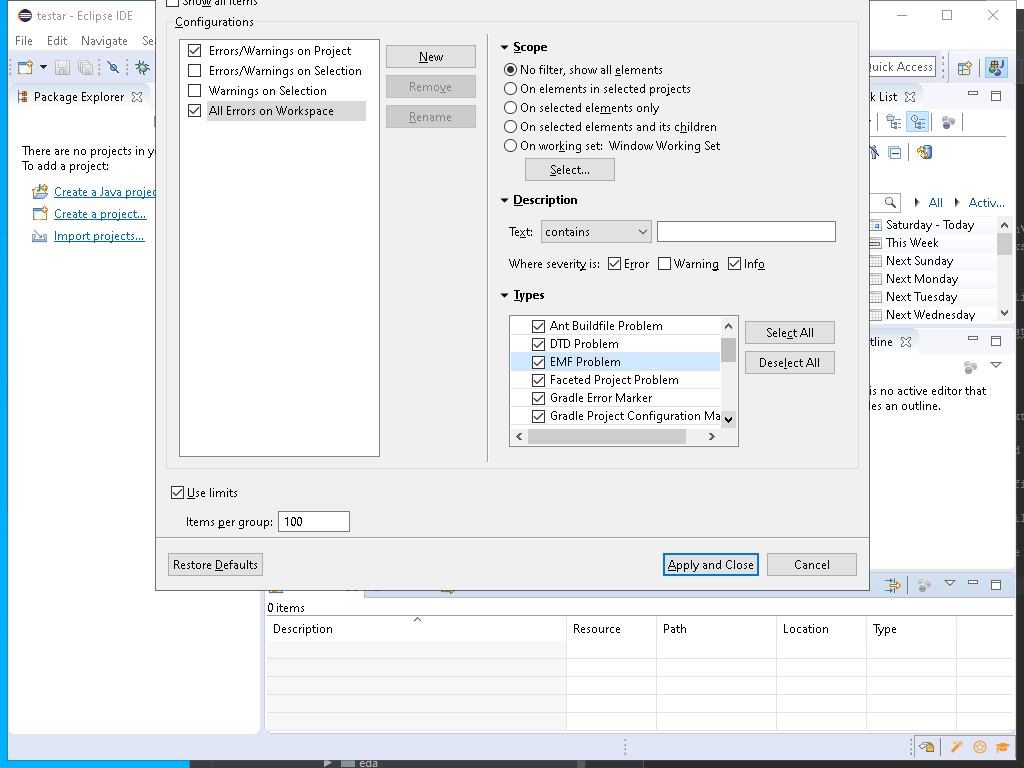 Show all items
testar - Eclipse IDE
Configurations
File Edit Navigate Se
Errors/Warnings on Project
Errors/Warnings on Selection
Warnings on Selection
All Errors on Workspace
New
Remove
Rename
Scope
No filter, show all elements
On elements in selected projects
On selected elements only
On selected elements and its children
On working set: Window Working Set
Select...
Description
Text: contains
Where severity is: Error Warning Info
Types
Ant Buildfile Problem
DTD Problem
EMF Problem
Faceted Project Problem
Gradle Error Marker
Gradle Project Configuration Ma
Select All
Deselect All
Use limits
Items per group: 100
Restore Defaults
Apply and Close
Cancel
Package Explorer
There are no projects in y
To add a project:
Create a Java projec
Create a project...
Import projects...
Quick Access
k List
All Activ...
Saturday - Today
This Week
Next Sunday
Next Monday
Next Tuesday
Next Wednesday
tline
is no active editor that
des an outline.
0 items
Description Resource Path Location Type
eda